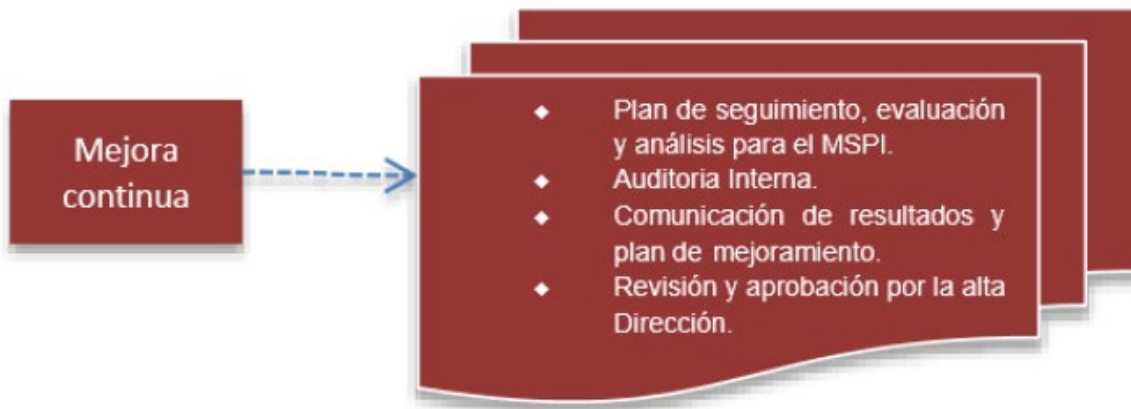 Mejora
continua
◆ Plan de seguimiento, evaluación
y análisis para el MSPI.
◆ Auditoria Interna.
◆ Comunicación de resultados y
plan de mejoramiento.
◆ Revisión y aprobación por la alta
Dirección.